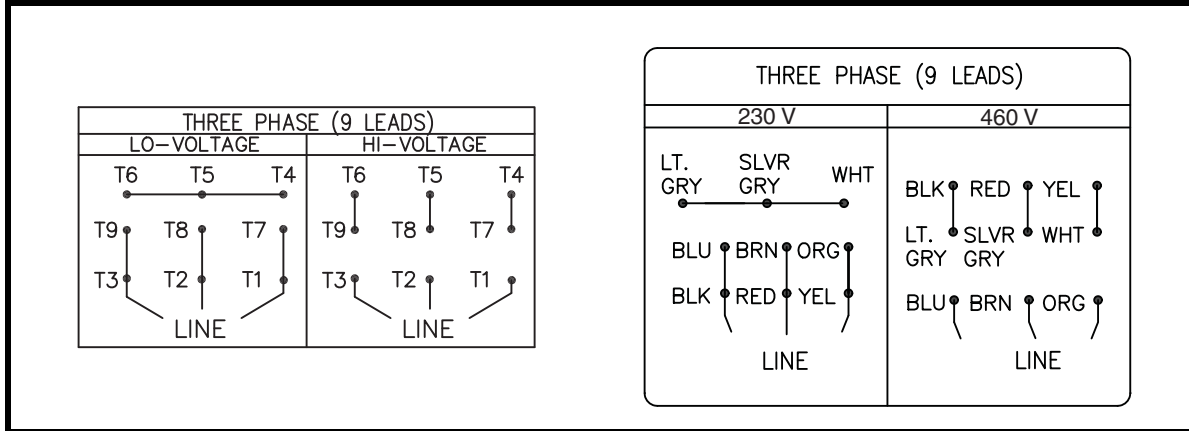 THREE PHASE (9 LEADS)
LO-VOLTAGE HI-VOLTAGE
T6 T5 T4 T6 T5 T4
T9 T8 T7 T9 T8 T7
T3 T2 T1 T3 T2 T1
LINE LINE
THREE PHASE (9 LEADS)
230 V 460 V
LT. SLVR WHT
GRY GRY
BLU BRN ORG
BLK RED YEL
LINE
BLK RED YEL
LT. SLVR WHT
GRY GRY
BLU BRN ORG
LINE